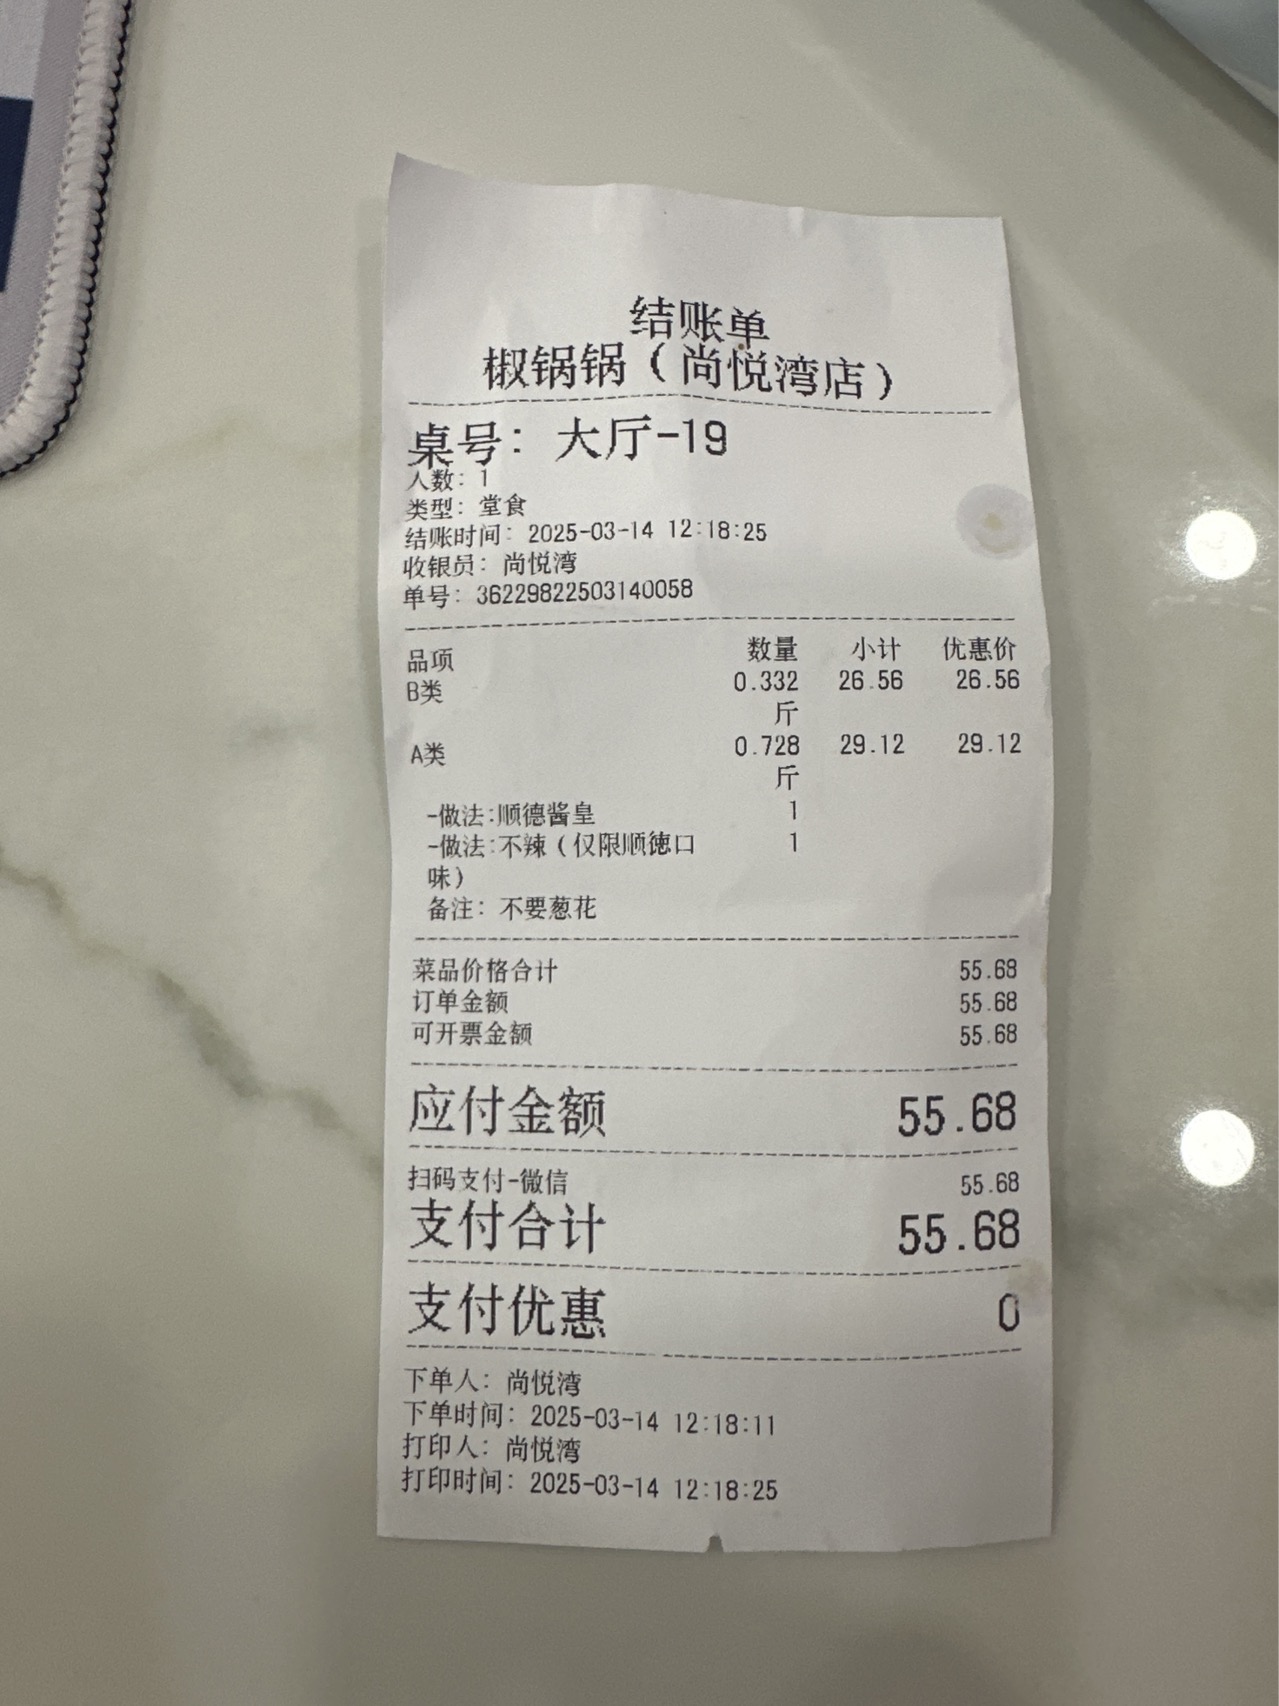 结账单
椒锅锅（尚悦湾店）
桌号：大厅-19
人数：1
类型：堂食
结账时间：2025-03-14 12:18:25
收银员：尚悦湾
单号：36229822503140058
品项 数量 小计 优惠价
B类 0.332 26.56 26.56
斤
A类 0.728 29.12 29.12
斤
-做法:顺德酱皇 1
-做法:不辣（仅限顺德口 1
味）
备注：不要葱花
菜品价格合计 55.68
订单金额 55.68
可开票金额 55.68
应付金额 55.68
扫码支付-微信 55.68
支付合计 55.68
支付优惠 0
下单人：尚悦湾
下单时间：2025-03-14 12:18:11
打印人：尚悦湾
打印时间：2025-03-14 12:18:25